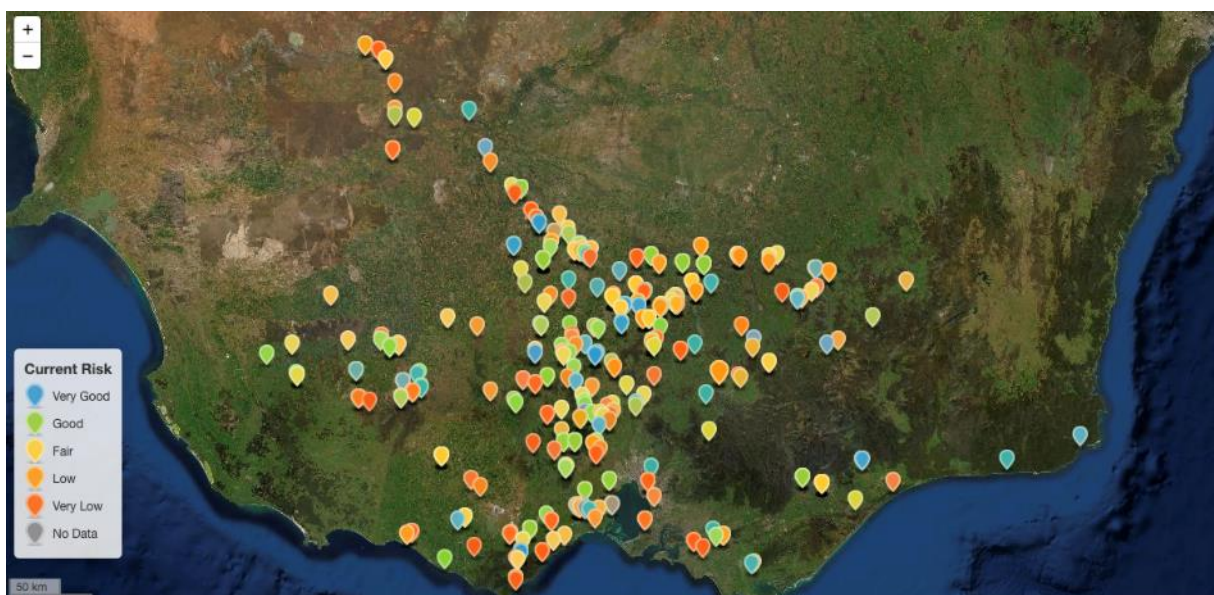 +
−
Current Risk
Very Good
Good
Fair
Low
Very Low
No Data
50 km